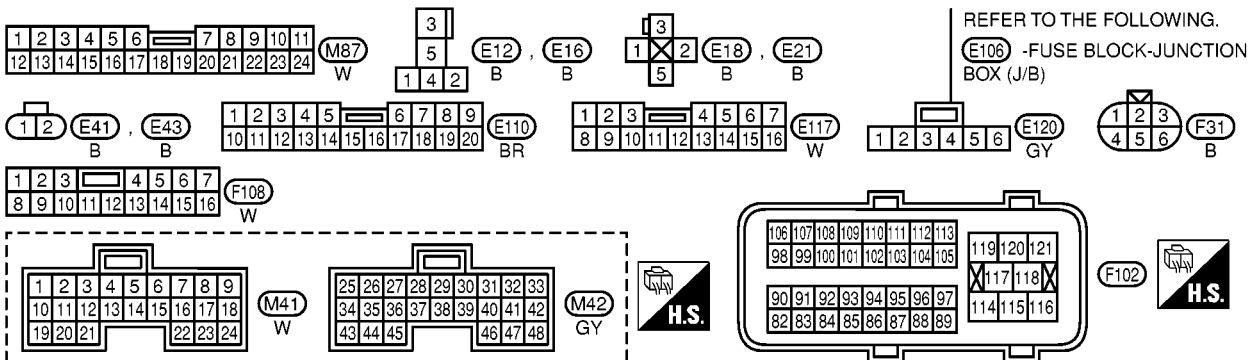 1 2 3 4 5 6 7 8 9 10 11
12 13 14 15 16 17 18 19 20 21 22 23 24
M87
W
3
5
1 4 2
E12 , E16
B B
3
1 2
5
E18 , E21
B B
REFER TO THE FOLLOWING.
E106 -FUSE BLOCK-JUNCTION
BOX (J/B)
1 2
E41 , E43
B B
1 2 3 4 5 6 7 8 9
10 11 12 13 14 15 16 17 18 19 20
E110
BR
1 2 3 4 5 6 7
8 9 10 11 12 13 14 15 16
E117
W
1 2 3 4 5 6
E120
GY
1 2 3
4 5 6
F31
B
1 2 3 4 5 6 7
8 9 10 11 12 13 14 15 16
F108
W
1 2 3 4 5 6 7 8 9
10 11 12 13 14 15 16 17 18
19 20 21 22 23 24
M41
W
25 26 27 28 29 30 31 32 33
34 35 36 37 38 39 40 41 42
43 44 45 46 47 48
M42
GY
H.S.
106 107 108 109 110 111 112 113
98 99 100 101 102 103 104 105
90 91 92 93 94 95 96 97
82 83 84 85 86 87 88 89
119 120 121
117 118
114 115 116
F102
H.S.